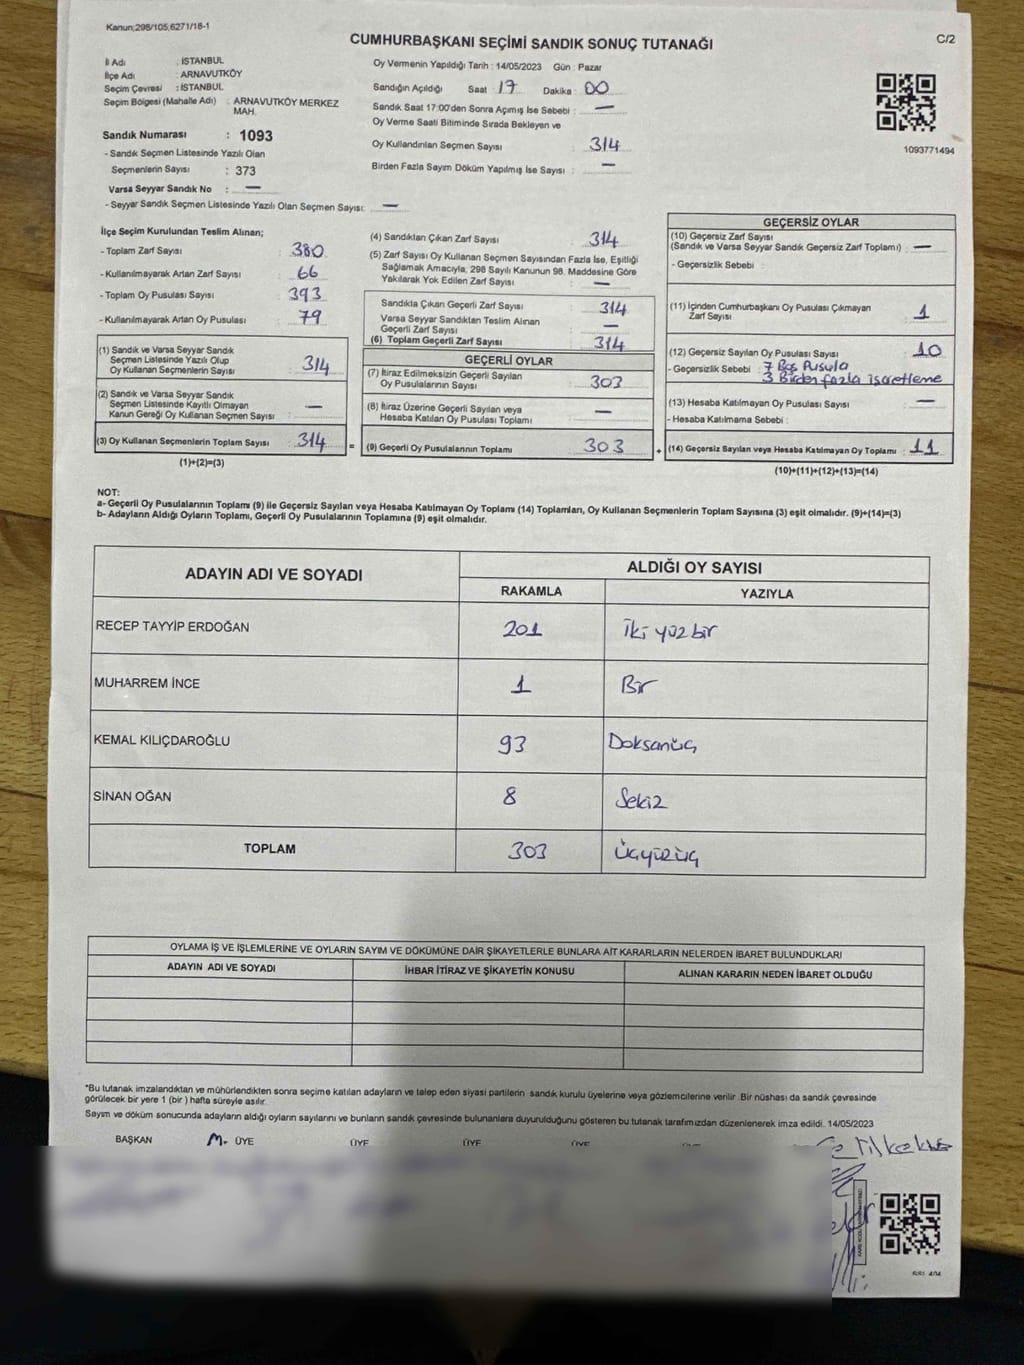 Kanun;298/105,6271/18-1
CUMHURBAŞKANI SEÇİMİ SANDIK SONUÇ TUTANAĞI
C/2
İl Adı : İSTANBUL
İlçe Adı : ARNAVUTKÖY
Seçim Çevresi : İSTANBUL
Seçim Bölgesi (Mahalle Adı) : ARNAVUTKÖY MERKEZ
MAH.
Sandık Numarası : 1093
- Sandık Seçmen Listesinde Yazılı Olan
Seçmenlerin Sayısı : 373
Varsa Seyyar Sandık No : —
- Seyyar Sandık Seçmen Listesinde Yazılı Olan Seçmen Sayısı: —
Oy Vermenin Yapıldığı Tarih : 14/05/2023 Gün : Pazar
Sandığın Açıldığı Saat : 17 Dakika : 00
Sandık Saat 17:00'den Sonra Açımış İse Sebebi : —
Oy Verme Saati Bitiminde Sırada Bekleyen ve
Oy Kullandırılan Seçmen Sayısı : 314
Birden Fazla Sayım Döküm Yapılmış İse Sayısı : —
1093771494
İlçe Seçim Kurulundan Teslim Alınan;
- Toplam Zarf Sayısı : 380
- Kullanılmayarak Artan Zarf Sayısı : 66
- Toplam Oy Pusulası Sayısı : 393
- Kullanılmayarak Artan Oy Pusulası : 79
(1) Sandık ve Varsa Seyyar Sandık
Seçmen Listesinde Yazılı Olup
Oy Kullanan Seçmenlerin Sayısı : 314
(2) Sandık ve Varsa Seyyar Sandık
Seçmen Listesinde Kayıtlı Olmayan
Kanun Gereği Oy Kullanan Seçmen Sayısı : —
(3) Oy Kullanan Seçmenlerin Toplam Sayısı : 314 =
(1)+(2)=(3)
(4) Sandıktan Çıkan Zarf Sayısı : 314
(5) Zarf Sayısı Oy Kullanan Seçmen Sayısından Fazla İse, Eşitliği
Sağlamak Amacıyla, 298 Sayılı Kanunun 98. Maddesine Göre
Yakılarak Yok Edilen Zarf Sayısı : —
Sandıkta Çıkan Geçerli Zarf Sayısı : 314
Varsa Seyyar Sandıktan Teslim Alınan
Geçerli Zarf Sayısı : —
(6) Toplam Geçerli Zarf Sayısı : 314
GEÇERLİ OYLAR
(7) İtiraz Edilmeksizin Geçerli Sayılan
Oy Pusulalarının Sayısı : 303
(8) İtiraz Üzerine Geçerli Sayılan veya
Hesaba Katılan Oy Pusulaları Toplamı : —
(9) Geçerli Oy Pusulalarının Toplamı : 303 +
GEÇERSİZ OYLAR
(10) Geçersiz Zarf Sayısı
(Sandık ve Varsa Seyyar Sandık Geçersiz Zarf Toplamı) : —
- Geçersizlik Sebebi :
(11) İçinden Cumhurbaşkanı Oy Pusulası Çıkmayan
Zarf Sayısı : 1
(12) Geçersiz Sayılan Oy Pusulası Sayısı : 10
- Geçersizlik Sebebi : 7 Boş Pusula
3 Birden fazla işaretleme
(13) Hesaba Katılmayan Oy Pusulası Sayısı : —
- Hesaba Katılmama Sebebi :
(14) Geçersiz Sayılan veya Hesaba Katılmayan Oy Toplamı : 11
(10)+(11)+(12)+(13)=(14)
NOT:
a- Geçerli Oy Pusulalarının Toplamı (9) ile Geçersiz Sayılan veya Hesaba Katılmayan Oy Toplamı (14) Toplamları, Oy Kullanan Seçmenlerin Toplam Sayısına (3) eşit olmalıdır. (9)+(14)=(3)
b- Adayların Aldığı Oyların Toplamı, Geçerli Oy Pusulalarının Toplamına (9) eşit olmalıdır.
ADAYIN ADI VE SOYADI
ALDIĞI OY SAYISI
RAKAMLA YAZIYLA
RECEP TAYYİP ERDOĞAN 201 İki yüz bir
MUHARREM İNCE 1 Bir
KEMAL KILIÇDAROĞLU 93 Doksanüç
SİNAN OĞAN 8 Sekiz
TOPLAM 303 Üçyüzüç
OYLAMA İŞ VE İŞLEMLERİNE VE OYLARIN SAYIM VE DÖKÜMÜNE DAİR ŞİKAYETLERLE BUNLARA AİT KARARLARIN NELERDEN İBARET BULUNDUKLARI
ADAYIN ADI VE SOYADI İHBAR İTİRAZ VE ŞİKAYETİN KONUSU ALINAN KARARIN NEDEN İBARET OLDUĞU
*Bu tutanak imzalandıktan ve mühürlendikten sonra seçime katılan adayların ve talep eden siyasi partilerin sandık kurulu üyelerine veya gözlemcilerine verilir. Bir nüshası da sandık çevresinde
görülecek bir yere 1 (bir) hafta süreyle asılır.
Sayım ve döküm sonucunda adayların aldığı oyların sayılarını ve bunların sandık çevresinde bulunanlara duyurulduğunu gösteren bu tutanak tarafımızdan düzenlenerek imza edildi. 14/05/2023
BAŞKAN M. ÜYE ÜYE ÜYE ÜYE